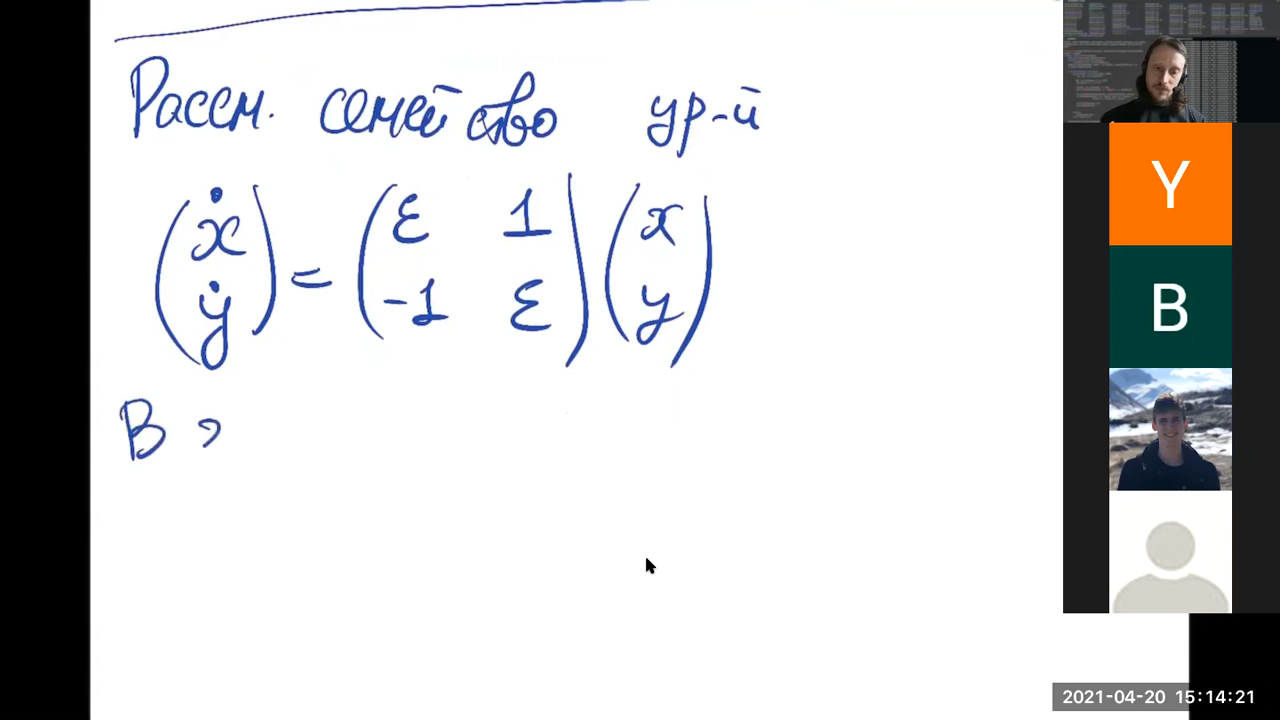 Рассм. семейство ур-й
(ẋ ẏ) = (ε 1 -1 ε) (x y)
В э
Y
B
2021-04-20 15:14:21